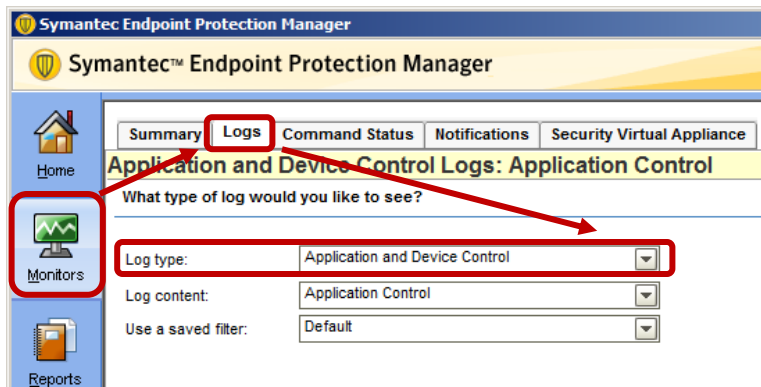 Symantec Endpoint Protection Manager
Symantec™ Endpoint Protection Manager
Home
Monitors
Reports
Summary Logs Command Status Notifications Security Virtual Appliance
Application and Device Control Logs: Application Control
What type of log would you like to see?
Log type: Application and Device Control
Log content: Application Control
Use a saved filter: Default